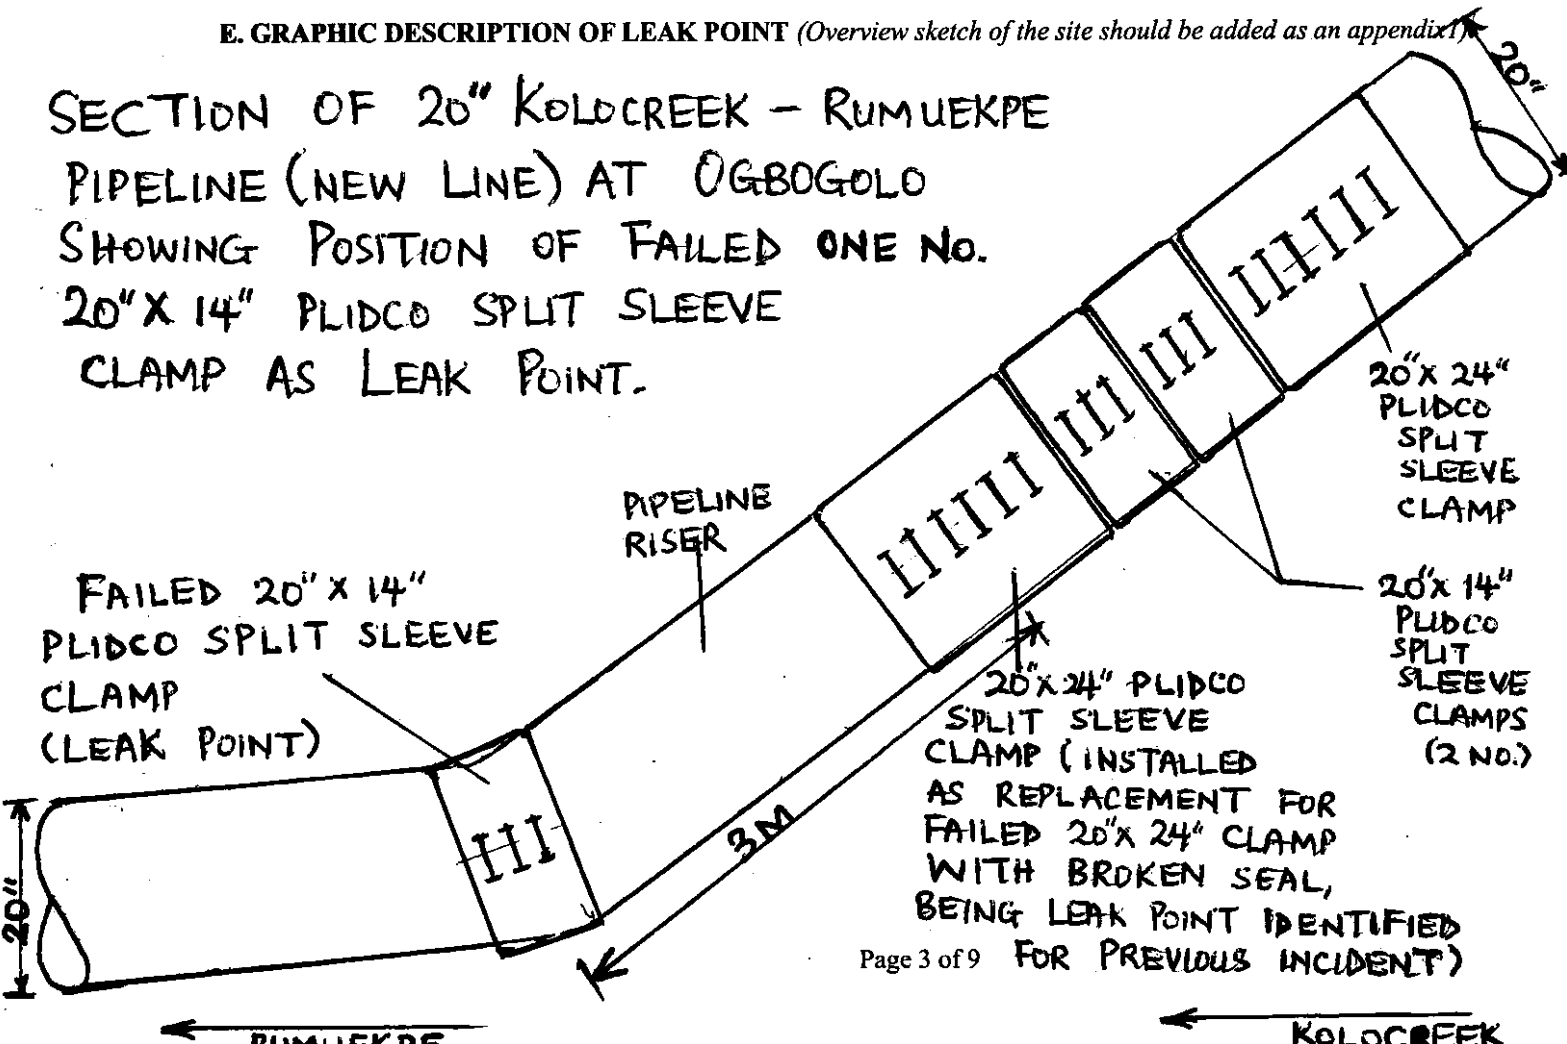 E. GRAPHIC DESCRIPTION OF LEAK POINT (Overview sketch of the site should be added as an appendix1)
SECTION OF 20" KOLOCREEK - RUMUEKPE
PIPELINE (NEW LINE) AT OGBOGOLO
SHOWING POSITION OF FAILED ONE NO.
20" X 14" PLIDCO SPLIT SLEEVE
CLAMP AS LEAK POINT.
20"
20"X 24"
PLIDCO
SPLIT
SLEEVE
CLAMP
PIPELINE
RISER
FAILED 20" X 14"
PLIDCO SPLIT SLEEVE
CLAMP
(LEAK POINT)
20"X 14"
PLIDCO
SPLIT
SLEEVE
CLAMPS
(2 NO.)
20"X 24" PLIDCO
SPLIT SLEEVE
CLAMP (INSTALLED
AS REPLACEMENT FOR
FAILED 20"X 24" CLAMP
WITH BROKEN SEAL,
BEING LEAK POINT IDENTIFIED
FOR PREVIOUS INCIDENT)
3M
20"
Page 3 of 9
RUMUEKPE
KOLOCREEK